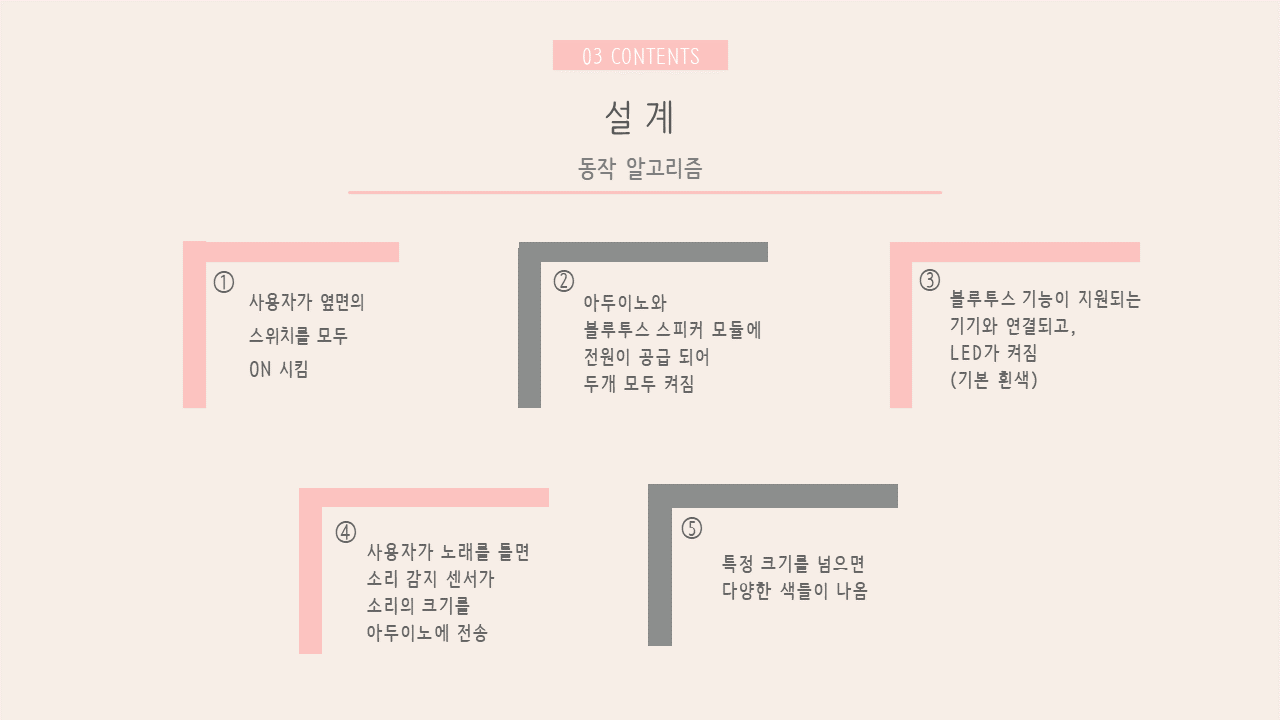 03 CONTENTS
설 계
동작 알고리즘
①
사용자가 옆면의
스위치를 모두
ON 시킴
②
아두이노와
블루투스 스피커 모듈에
전원이 공급 되어
두개 모두 켜짐
③
블루투스 기능이 지원되는
기기와 연결되고,
LED가 켜짐
(기본 흰색)
④
사용자가 노래를 틀면
소리 감지 센서가
소리의 크기를
아두이노에 전송
⑤
특정 크기를 넘으면
다양한 색들이 나옴